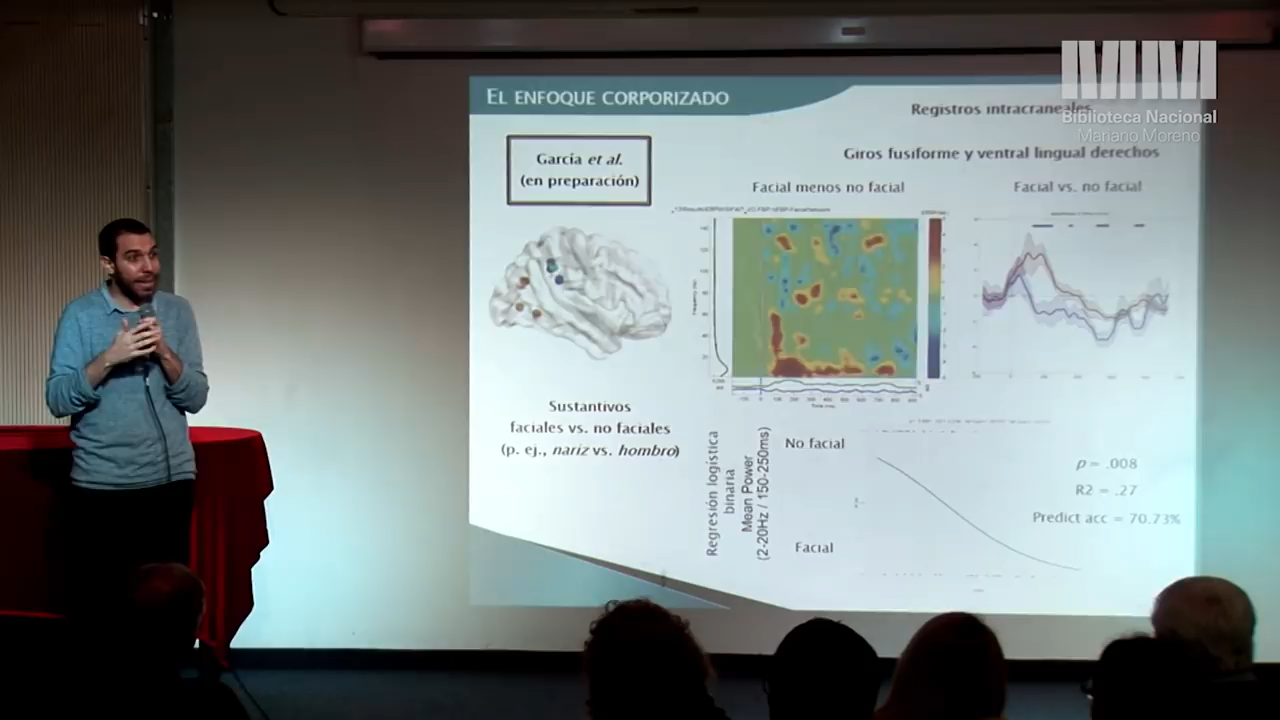 Biblioteca Nacional
Mariano Moreno
EL ENFOQUE CORPORIZADO
Registros intracraneales
García et al.
(en preparación)
Giros fusiforme y ventral lingual derechos
Facial menos no facial
Facial vs. no facial
Sustantivos
faciales vs. no faciales
(p. ej., nariz vs. hombro)
Regresión logística
binaria
Mean Power
(2-20Hz / 150-250ms)
No facial
Facial
p = .008
R2 = .27
Predict acc = 70.73%